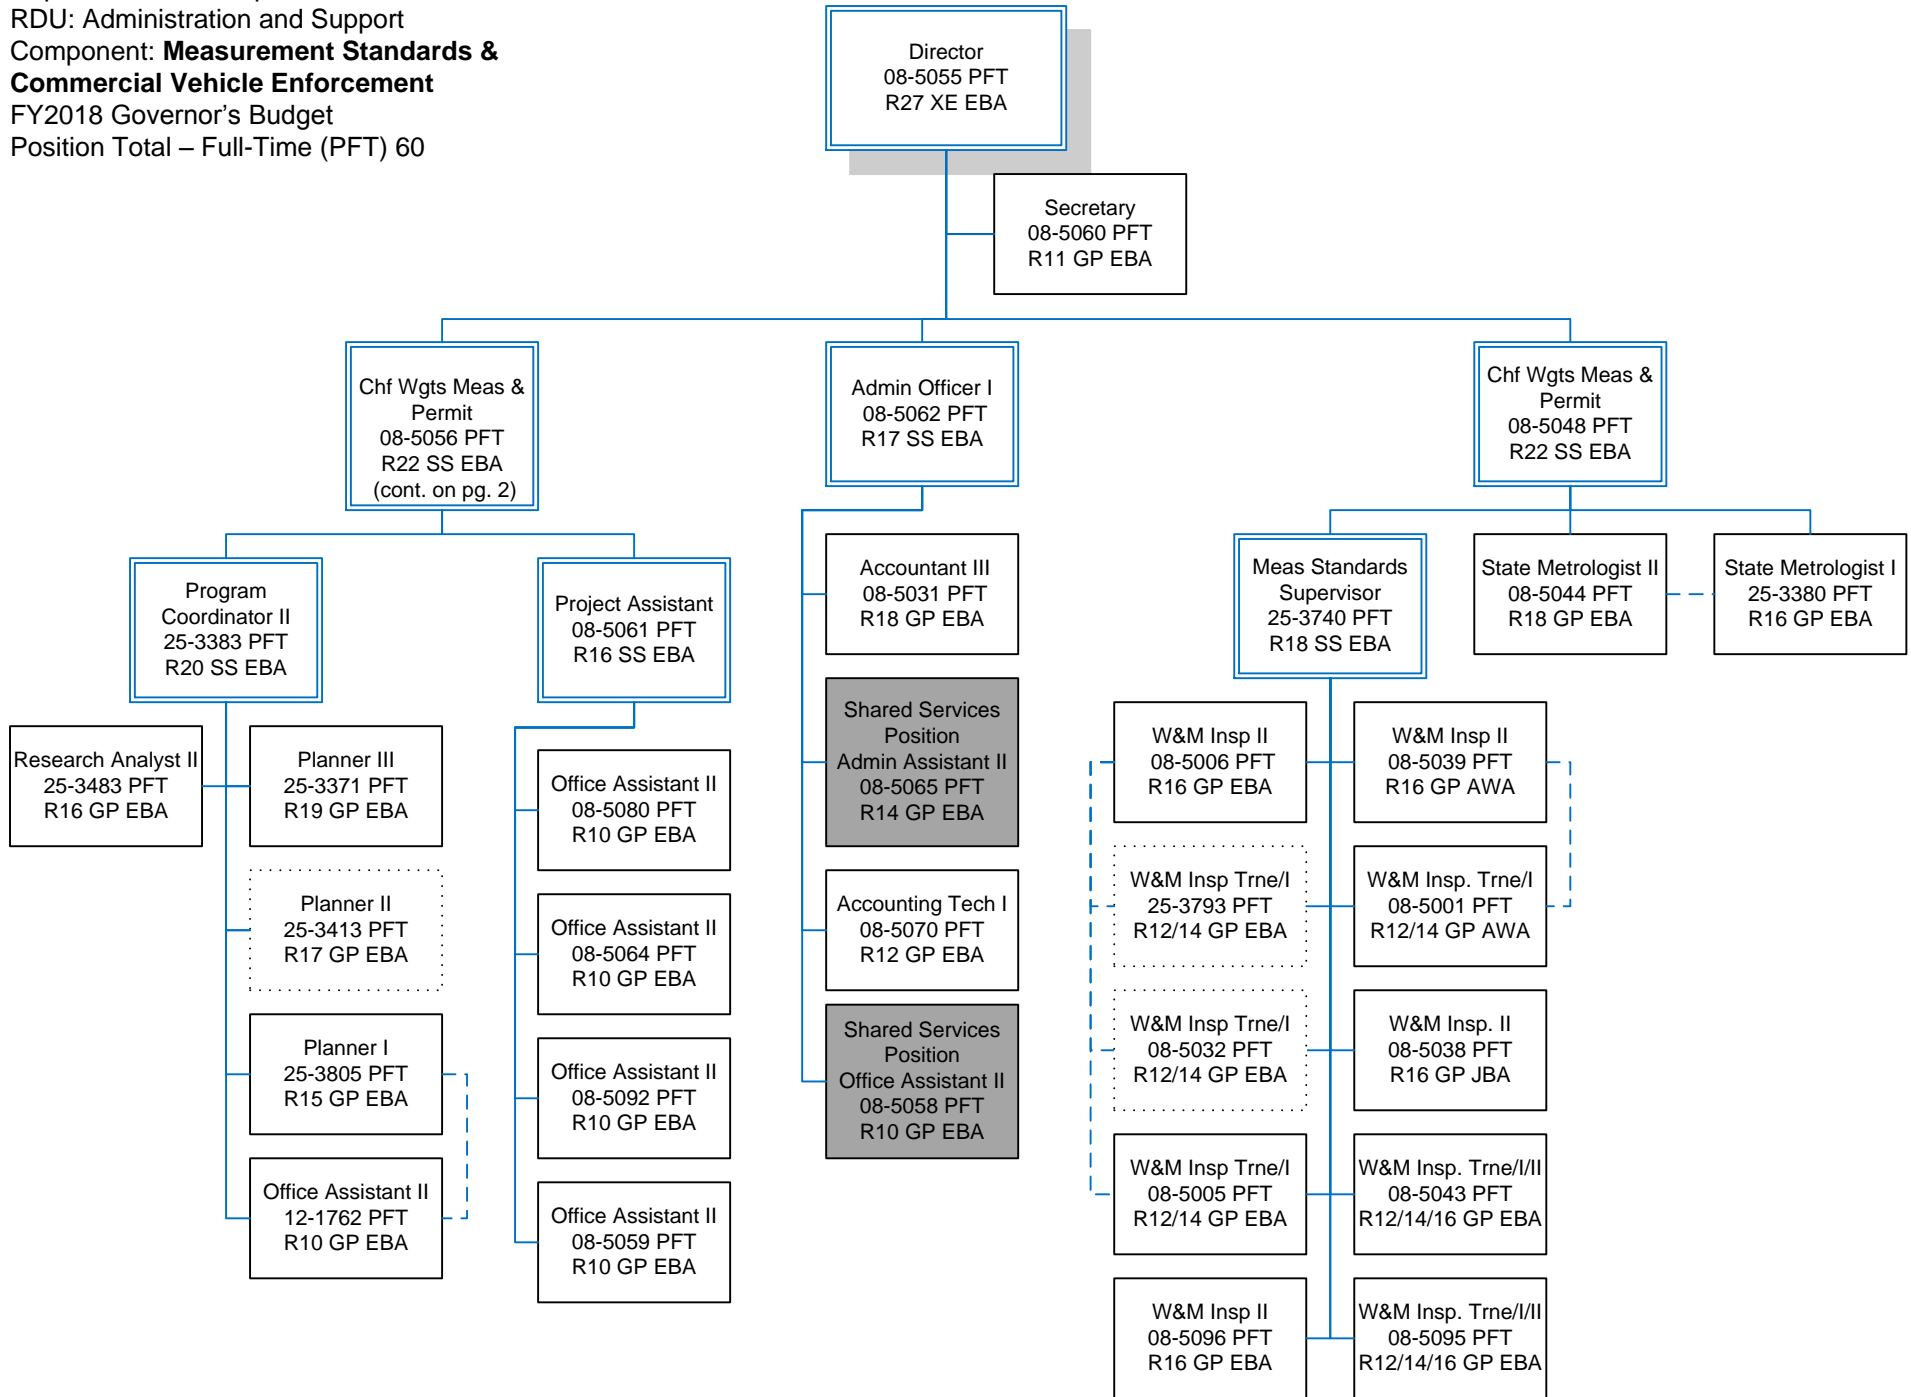 RDU: Administration and Support
Component: Measurement Standards &
Commercial Vehicle Enforcement
FY2018 Governor's Budget
Position Total – Full-Time (PFT) 60
Director
08-5055 PFT
R27 XE EBA
Secretary
08-5060 PFT
R11 GP EBA
Chf Wgts Meas &
Permit
08-5056 PFT
R22 SS EBA
(cont. on pg. 2)
Admin Officer I
08-5062 PFT
R17 SS EBA
Chf Wgts Meas &
Permit
08-5048 PFT
R22 SS EBA
Program
Coordinator II
25-3383 PFT
R20 SS EBA
Project Assistant
08-5061 PFT
R16 SS EBA
Accountant III
08-5031 PFT
R18 GP EBA
Meas Standards
Supervisor
25-3740 PFT
R18 SS EBA
State Metrologist II
08-5044 PFT
R18 GP EBA
State Metrologist I
25-3380 PFT
R16 GP EBA
Research Analyst II
25-3483 PFT
R16 GP EBA
Planner III
25-3371 PFT
R19 GP EBA
Planner II
25-3413 PFT
R17 GP EBA
Planner I
25-3805 PFT
R15 GP EBA
Office Assistant II
12-1762 PFT
R10 GP EBA
Office Assistant II
08-5080 PFT
R10 GP EBA
Office Assistant II
08-5064 PFT
R10 GP EBA
Office Assistant II
08-5092 PFT
R10 GP EBA
Office Assistant II
08-5059 PFT
R10 GP EBA
Shared Services
Position
Admin Assistant II
08-5065 PFT
R14 GP EBA
Accounting Tech I
08-5070 PFT
R12 GP EBA
Shared Services
Position
Office Assistant II
08-5058 PFT
R10 GP EBA
W&M Insp II
08-5006 PFT
R16 GP EBA
W&M Insp II
08-5039 PFT
R16 GP AWA
W&M Insp Trne/I
25-3793 PFT
R12/14 GP EBA
W&M Insp. Trne/I
08-5001 PFT
R12/14 GP AWA
W&M Insp Trne/I
08-5032 PFT
R12/14 GP EBA
W&M Insp. II
08-5038 PFT
R16 GP JBA
W&M Insp Trne/I
08-5005 PFT
R12/14 GP EBA
W&M Insp. Trne/I/II
08-5043 PFT
R12/14/16 GP EBA
W&M Insp II
08-5096 PFT
R16 GP EBA
W&M Insp. Trne/I/II
08-5095 PFT
R12/14/16 GP EBA